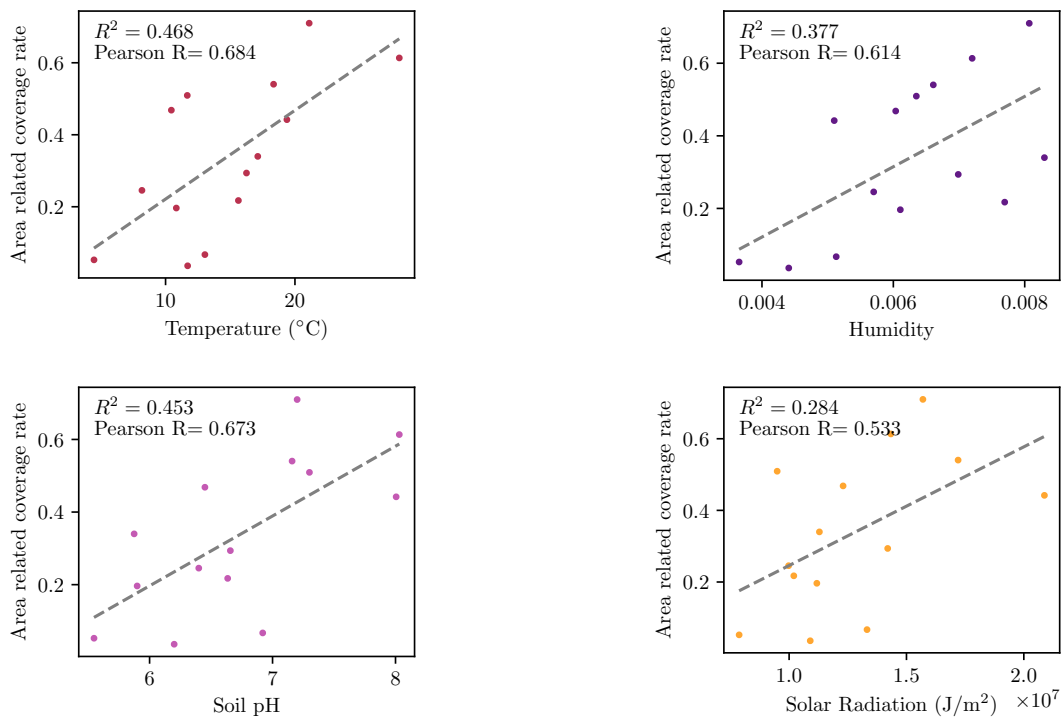 R² = 0.468
Pearson R= 0.684
Area related coverage rate
0.6
0.4
0.2
10
20
Temperature (°C)
R² = 0.377
Pearson R= 0.614
Area related coverage rate
0.6
0.4
0.2
0.004
0.006
0.008
Humidity
R² = 0.453
Pearson R= 0.673
Area related coverage rate
0.6
0.4
0.2
6
7
8
Soil pH
R² = 0.284
Pearson R= 0.533
Area related coverage rate
0.6
0.4
0.2
1.0
1.5
2.0
Solar Radiation (J/m²)
×10⁷